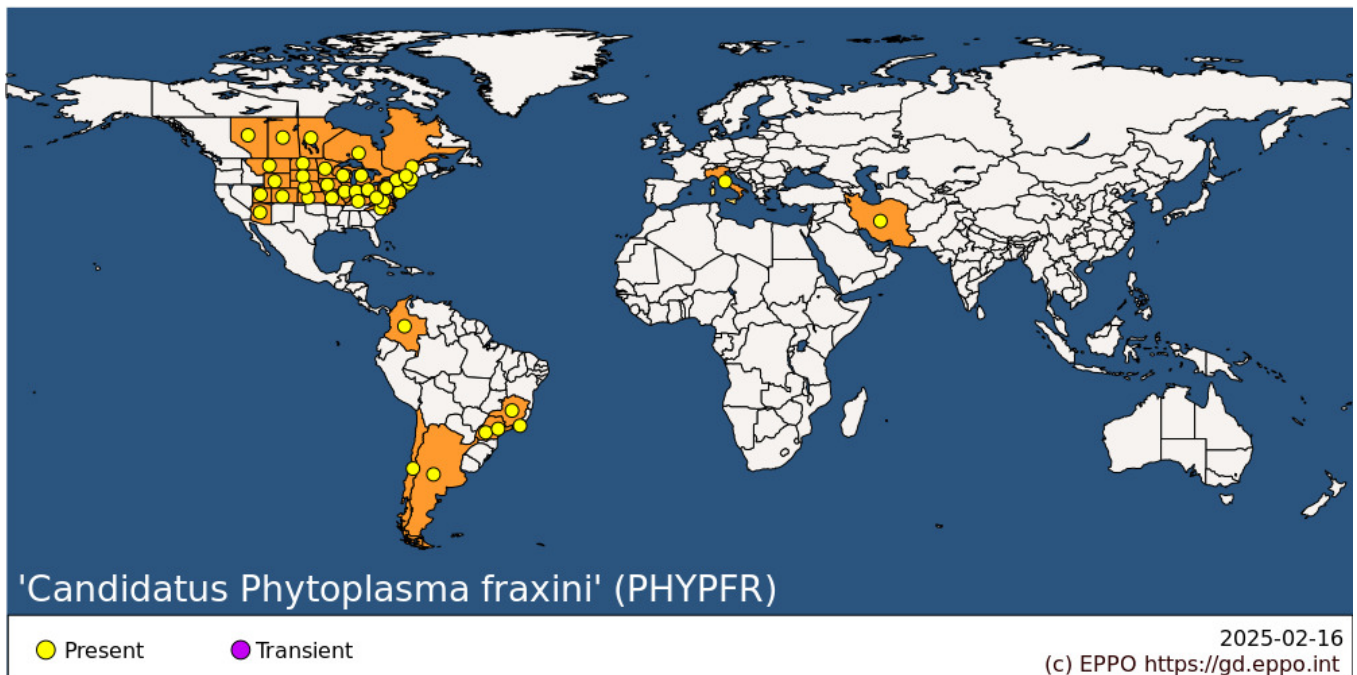 'Candidatus Phytoplasma fraxini' (PHYPFR)
Present
Transient
2025-02-16
(c) EPPO https://gd.eppo.int